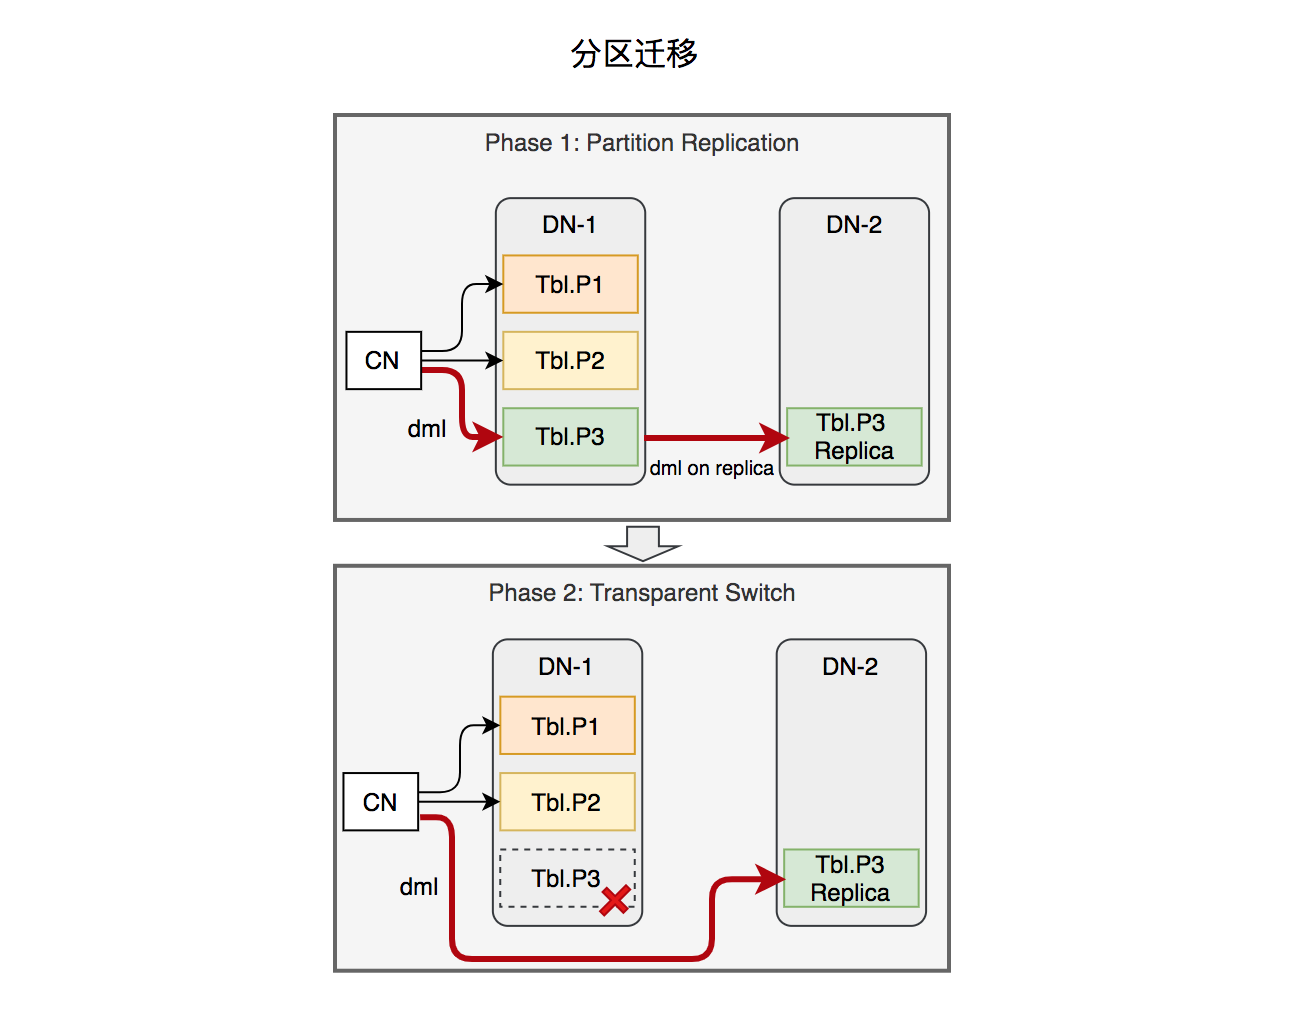 分区迁移
Phase 1: Partition Replication
DN-1
DN-2
Tbl.P1
CN
Tbl.P2
dml
Tbl.P3
Tbl.P3
Replica
dml on replica
Phase 2: Transparent Switch
DN-1
DN-2
Tbl.P1
CN
Tbl.P2
dml
Tbl.P3
Tbl.P3
Replica